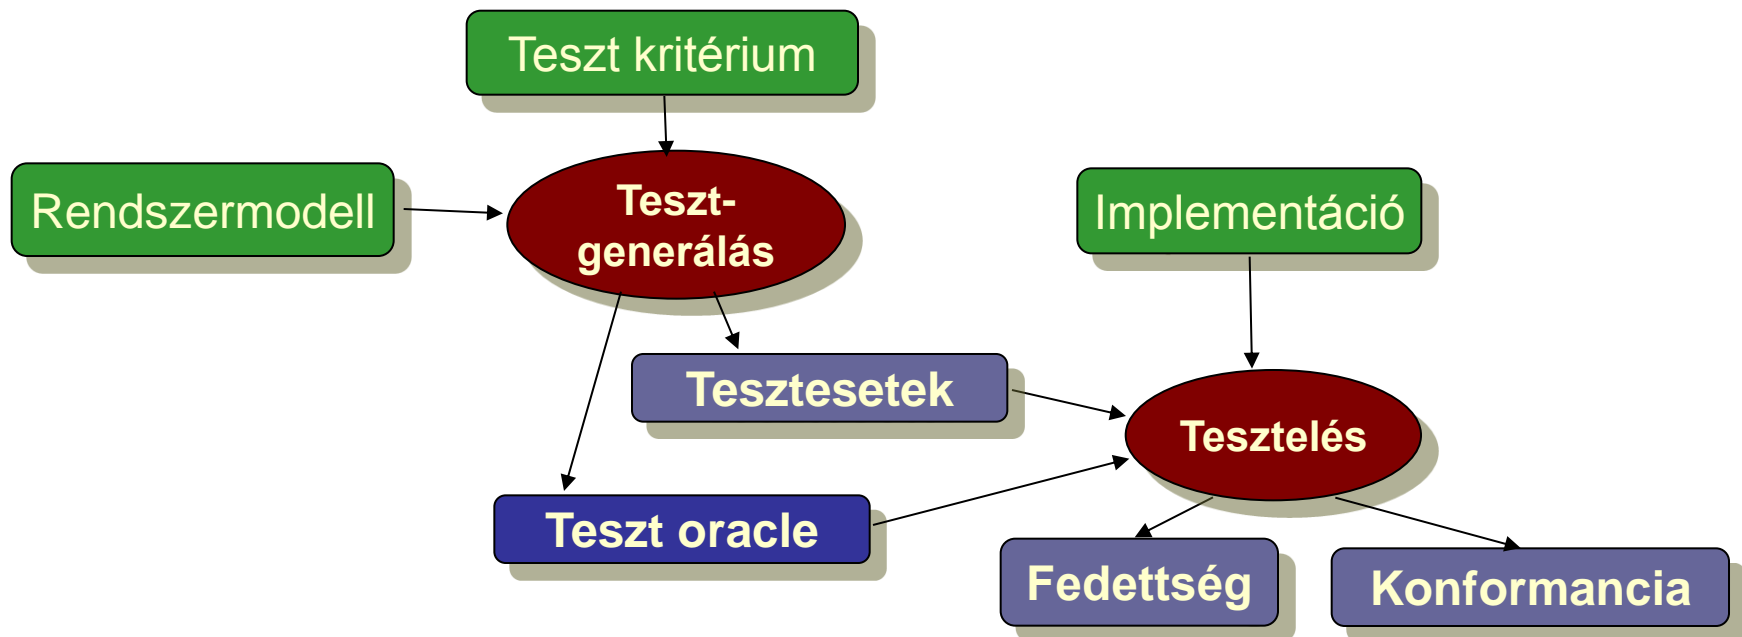 Teszt kritérium
Rendszermodell
Teszt-
generálás
Implementáció
Tesztesetek
Tesztelés
Teszt oracle
Fedettség
Konformancia